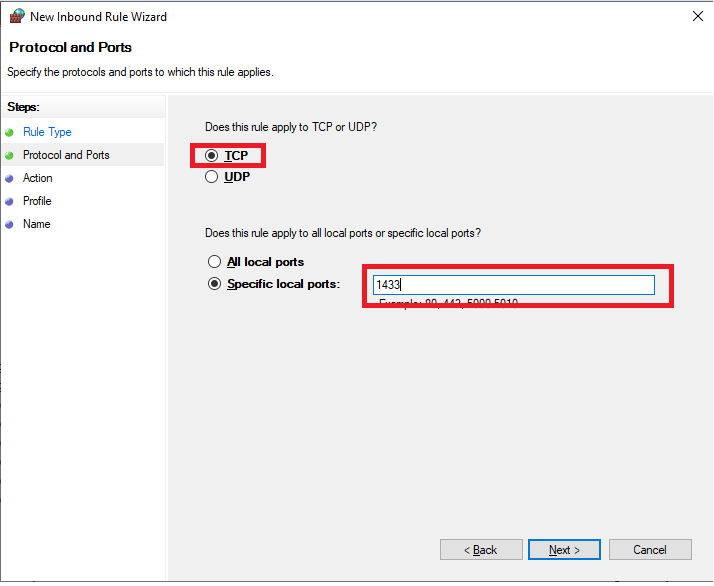 New Inbound Rule Wizard
Protocol and Ports
Specify the protocols and ports to which this rule applies.
Steps:
Rule Type
Protocol and Ports
Action
Profile
Name
Does this rule apply to TCP or UDP?
TCP
UDP
Does this rule apply to all local ports or specific local ports?
All local ports
Specific local ports:
1433
Example: 80, 443, 5000-5010
< Back
Next >
Cancel